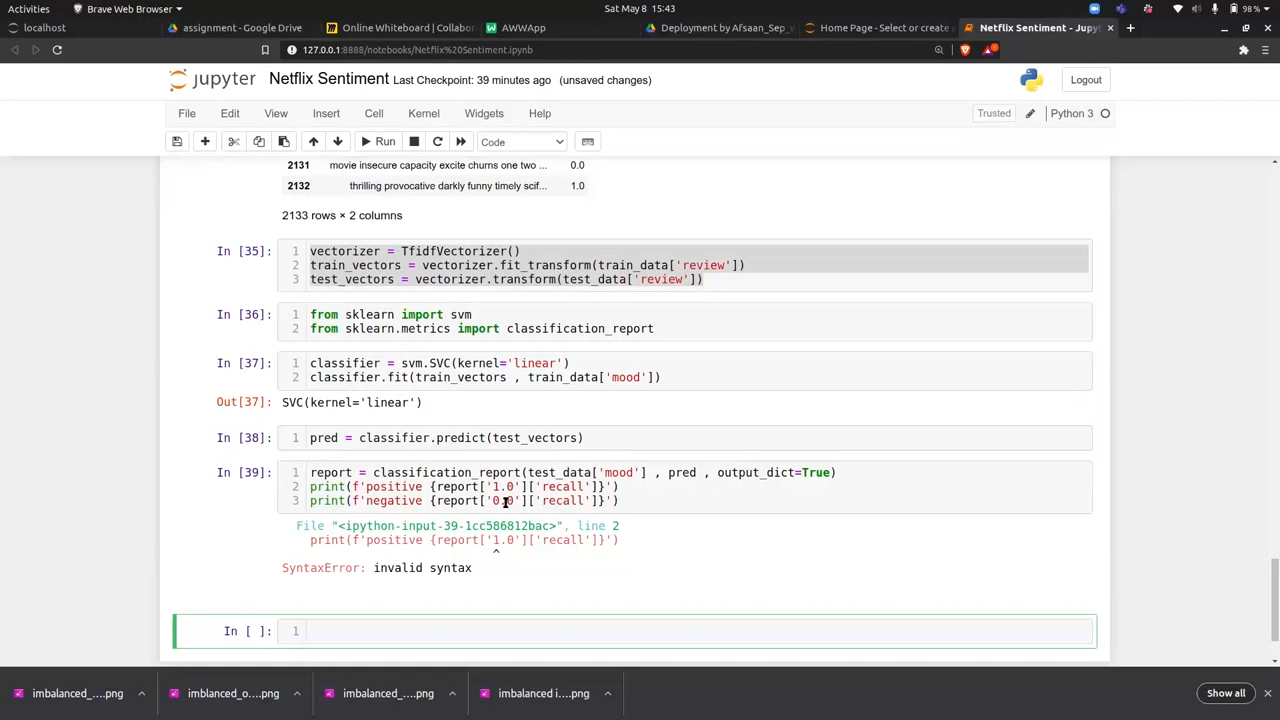 Activities
Brave Web Browser
Sat May 8 15:43
98%
localhost
assignment - Google Drive
Online Whiteboard | Collabor
AWWApp
Deployment by Afsaan_Sep_
Home Page - Select or create
Netflix Sentiment - Jupyt
127.0.0.1:8888/notebooks/Netflix%20Sentiment.ipynb
jupyter Netflix Sentiment Last Checkpoint: 39 minutes ago (unsaved changes)
Logout
File Edit View Insert Cell Kernel Widgets Help
Trusted
Python 3
Run
Code
2131 movie insecure capacity excite churns one two ... 0.0
2132 thrilling provocative darkly funny timely scif... 1.0
2133 rows × 2 columns
In [35]:
1 vectorizer = TfidfVectorizer()
2 train_vectors = vectorizer.fit_transform(train_data['review'])
3 test_vectors = vectorizer.transform(test_data['review'])
In [36]:
1 from sklearn import svm
2 from sklearn.metrics import classification_report
In [37]:
1 classifier = svm.SVC(kernel='linear')
2 classifier.fit(train_vectors , train_data['mood'])
Out[37]: SVC(kernel='linear')
In [38]:
1 pred = classifier.predict(test_vectors)
In [39]:
1 report = classification_report(test_data['mood'] , pred , output_dict=True)
2 print(f'positive {report['1.0']['recall']}')
3 print(f'negative {report['0.0']['recall']}')
File "<ipython-input-39-1cc586812bac>", line 2
print(f'positive {report['1.0']['recall']}')
^
SyntaxError: invalid syntax
In [ ]:
1
imbalanced_....png
imblanced_o....png
imbalanced_....png
imbalanced i....png
Show all